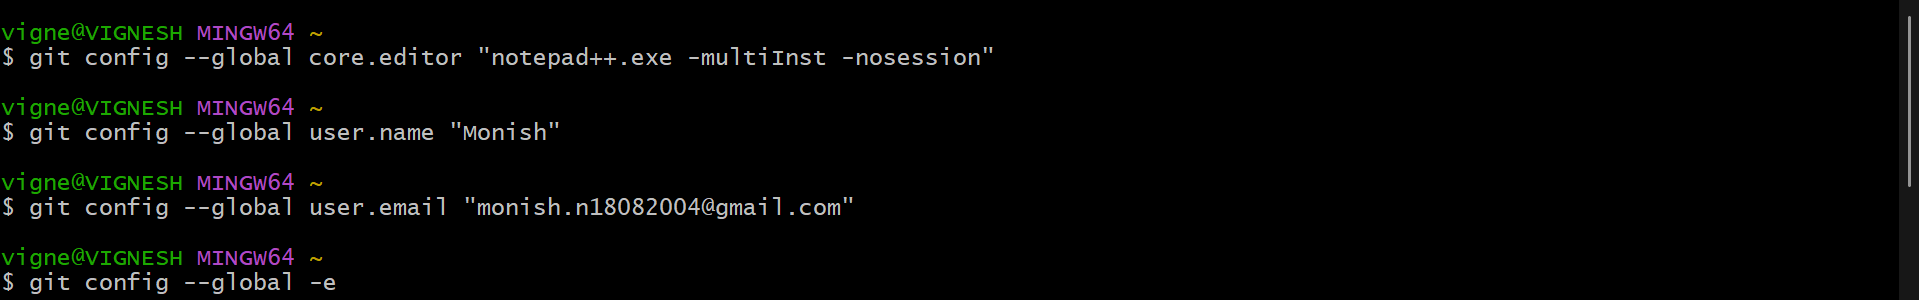 vigne@VIGNESH MINGW64 ~
$ git config --global core.editor "notepad++.exe -multiInst -nosession"
vigne@VIGNESH MINGW64 ~
$ git config --global user.name "Monish"
vigne@VIGNESH MINGW64 ~
$ git config --global user.email "monish.n18082004@gmail.com"
vigne@VIGNESH MINGW64 ~
$ git config --global -e